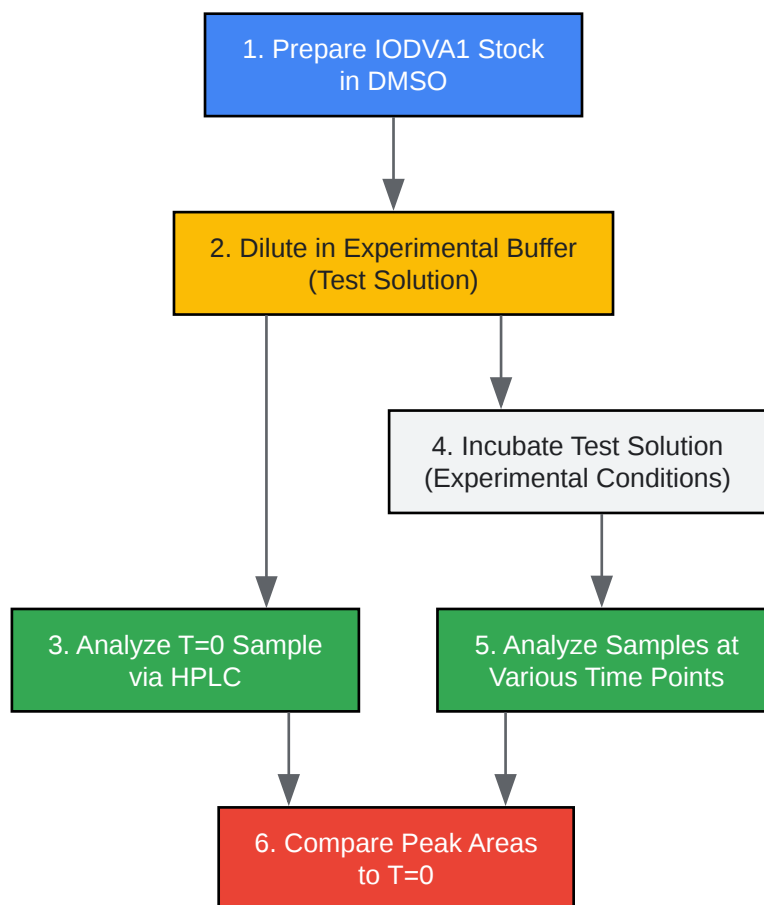 1. Prepare IODVA1 Stock
in DMSO
2. Dilute in Experimental Buffer
(Test Solution)
4. Incubate Test Solution
(Experimental Conditions)
3. Analyze T=0 Sample
via HPLC
5. Analyze Samples at
Various Time Points
6. Compare Peak Areas
to T=0